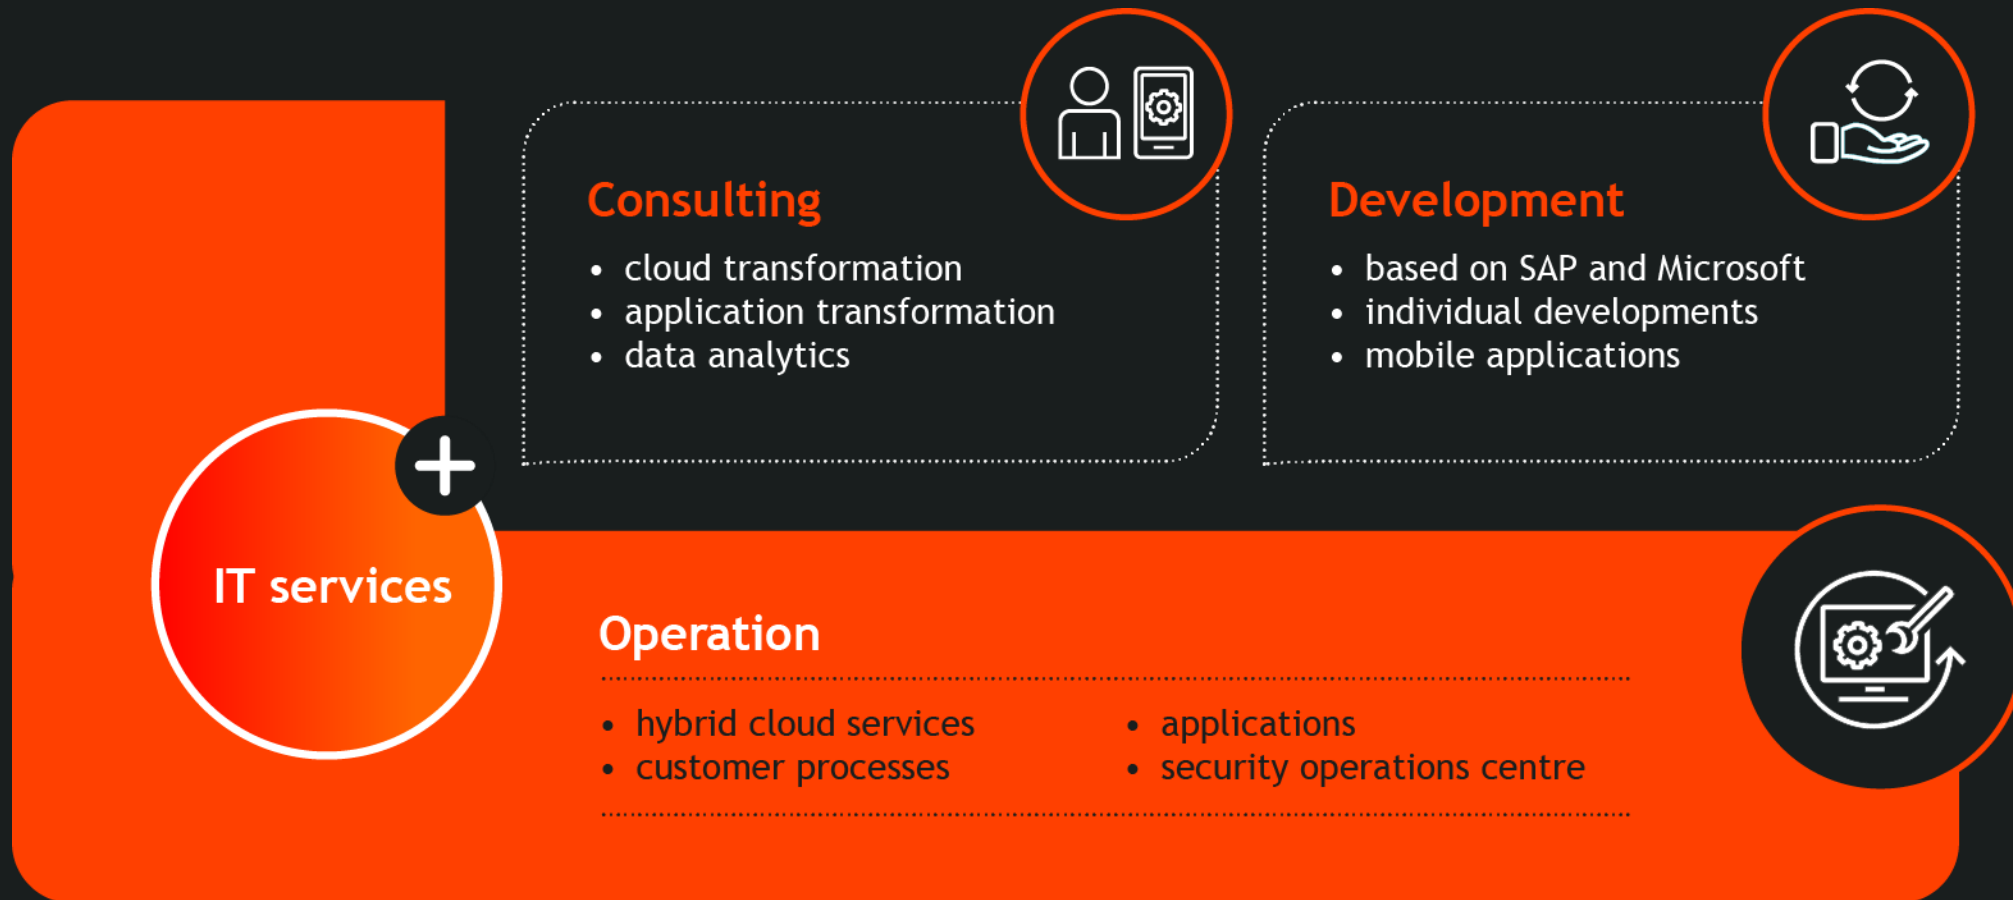 Consulting
• cloud transformation
• application transformation
• data analytics
Development
• based on SAP and Microsoft
• individual developments
• mobile applications
IT services
Operation
• hybrid cloud services
• customer processes
• applications
• security operations centre